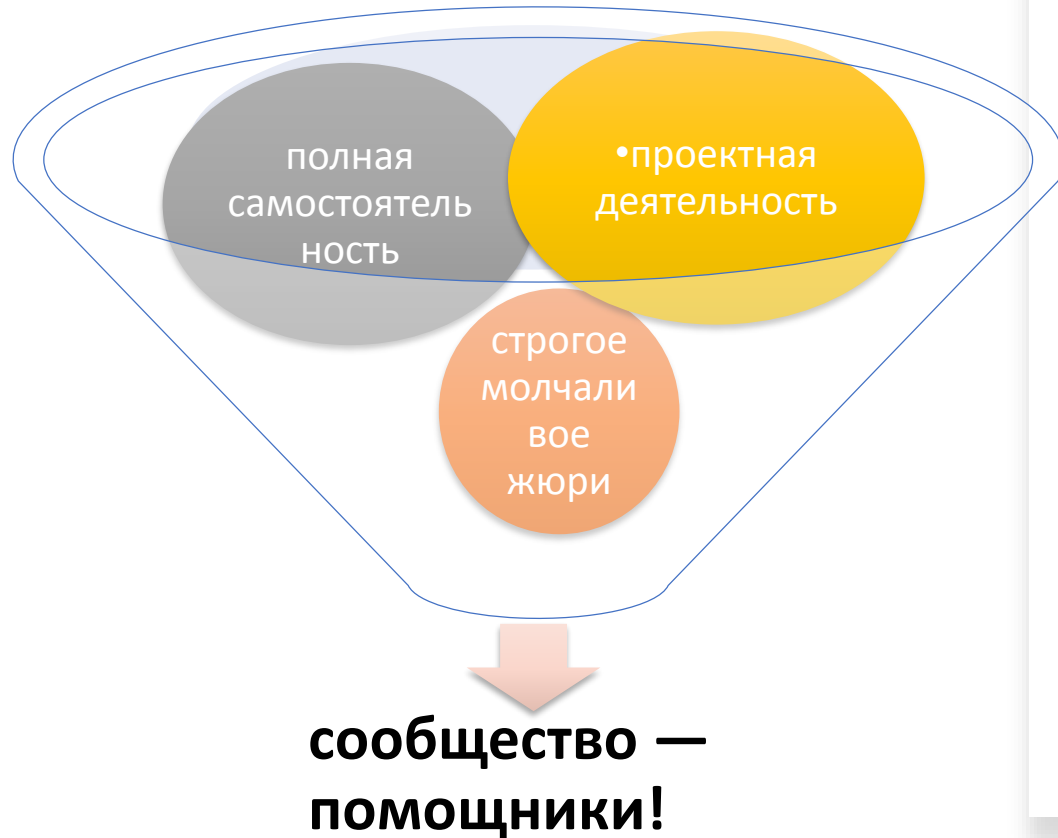 полная
самостоятель
ность
•проектная
деятельность
строгое
молчали
вое
жюри
сообщество —
помощники!